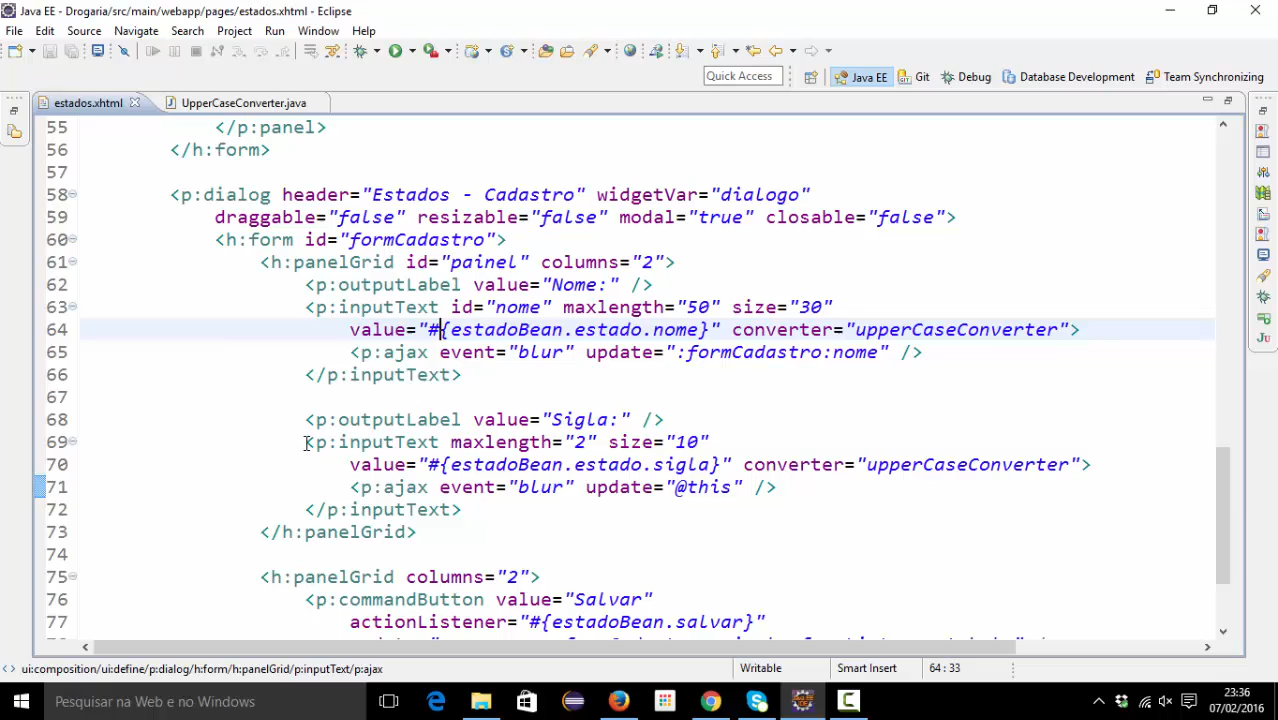 Java EE - Drogaria/src/main/webapp/pages/estados.xhtml - Eclipse
File Edit Source Navigate Search Project Run Window Help
Quick Access Java EE Git Debug Database Development Team Synchronizing
estados.xhtml UpperCaseConverter.java
55 </p:panel>
56 </h:form>
57
58 <p:dialog header="Estados - Cadastro" widgetVar="dialogo"
59 draggable="false" resizable="false" modal="true" closable="false">
60 <h:form id="formCadastro">
61 <h:panelGrid id="painel" columns="2">
62 <p:outputLabel value="Nome:" />
63 <p:inputText id="nome" maxlength="50" size="30"
64 value="#{estadoBean.estado.nome}" converter="upperCaseConverter">
65 <p:ajax event="blur" update=":formCadastro:nome" />
66 </p:inputText>
67
68 <p:outputLabel value="Sigla:" />
69 <p:inputText maxlength="2" size="10"
70 value="#{estadoBean.estado.sigla}" converter="upperCaseConverter">
71 <p:ajax event="blur" update="@this" />
72 </p:inputText>
73 </h:panelGrid>
74
75 <h:panelGrid columns="2">
76 <p:commandButton value="Salvar"
77 actionListener="#{estadoBean.salvar}"
ui:composition/ui:define/p:dialog/h:form/h:panelGrid/p:inputText/p:ajax Writable Smart Insert 64 : 33
Pesquisar na Web e no Windows
23:36
07/02/2016